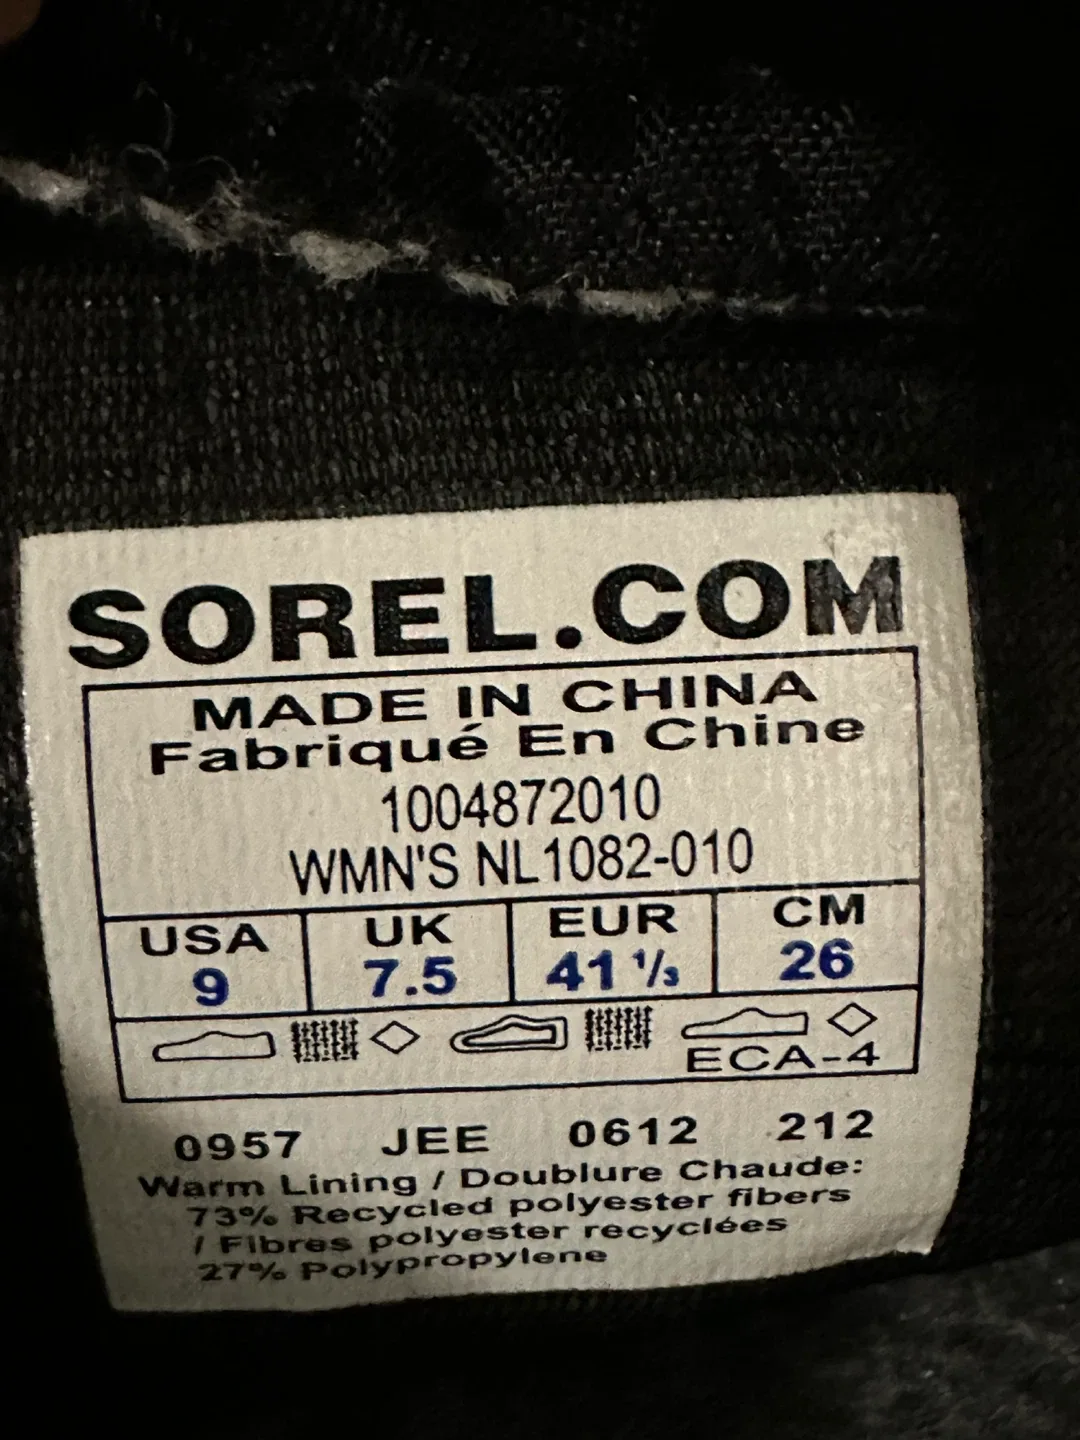 SOREL.COM
MADE IN CHINA
Fabriqué En Chine
1004872010
WMN'S NL1082-010
USA UK EUR CM
9 7.5 41 1/3 26
ECA-4
0957 JEE 0612 212
Warm Lining / Doublure Chaude:
73% Recycled polyester fibers
/ Fibres polyester recyclées
27% Polypropylene